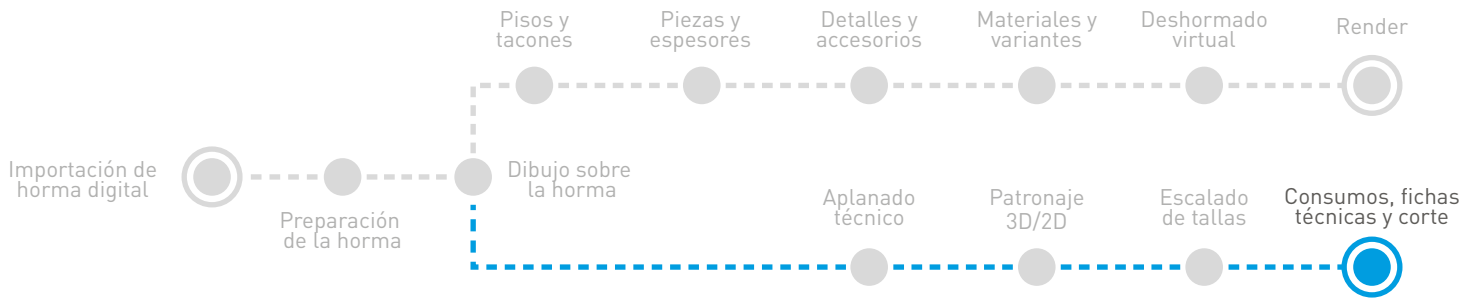 Pisos y
tacones
Piezas y
espesores
Detalles y
accesorios
Materiales y
variantes
Deshormado
virtual
Render
Importación de
horma digital
Preparación
de la horma
Dibujo sobre
la horma
Aplanado
técnico
Patronaje
3D/2D
Escalado
de tallas
Consumos, fichas
técnicas y corte